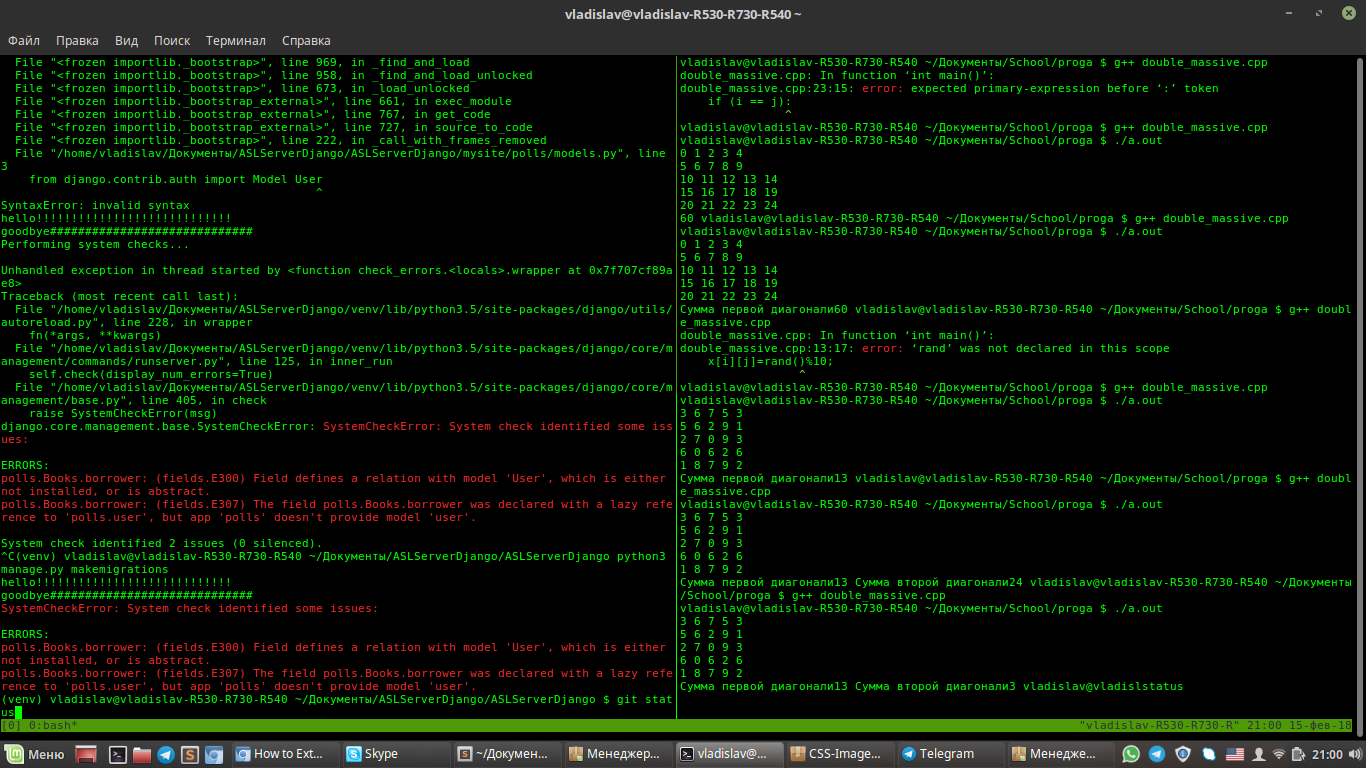 vladislav@vladislav-R530-R730-R540 ~
Файл Правка Вид Поиск Терминал Справка
  File "<frozen importlib._bootstrap>", line 969, in _find_and_load
  File "<frozen importlib._bootstrap>", line 958, in _find_and_load_unlocked
  File "<frozen importlib._bootstrap>", line 673, in _load_unlocked
  File "<frozen importlib._bootstrap_external>", line 661, in exec_module
  File "<frozen importlib._bootstrap_external>", line 767, in get_code
  File "<frozen importlib._bootstrap_external>", line 727, in source_to_code
  File "<frozen importlib._bootstrap>", line 222, in _call_with_frames_removed
  File "/home/vladislav/Документы/ASLServerDjango/ASLServerDjango/mysite/polls/models.py", line
3
    from django.contrib.auth import Model User
                                             ^
SyntaxError: invalid syntax
hello!!!!!!!!!!!!!!!!!!!!!!!!!!!!
goodbye#############################
Performing system checks...
Unhandled exception in thread started by <function check_errors.<locals>.wrapper at 0x7f707cf89a
e8>
Traceback (most recent call last):
  File "/home/vladislav/Документы/ASLServerDjango/venv/lib/python3.5/site-packages/django/utils/
autoreload.py", line 228, in wrapper
    fn(*args, **kwargs)
  File "/home/vladislav/Документы/ASLServerDjango/venv/lib/python3.5/site-packages/django/core/m
anagement/commands/runserver.py", line 125, in inner_run
    self.check(display_num_errors=True)
  File "/home/vladislav/Документы/ASLServerDjango/venv/lib/python3.5/site-packages/django/core/m
anagement/base.py", line 405, in check
    raise SystemCheckError(msg)
django.core.management.base.SystemCheckError: SystemCheckError: System check identified some iss
ues:
ERRORS:
polls.Books.borrower: (fields.E300) Field defines a relation with model 'User', which is either
not installed, or is abstract.
polls.Books.borrower: (fields.E307) The field polls.Books.borrower was declared with a lazy refe
rence to 'polls.user', but app 'polls' doesn't provide model 'user'.
System check identified 2 issues (0 silenced).
^C(venv) vladislav@vladislav-R530-R730-R540 ~/Документы/ASLServerDjango/ASLServerDjango python3
manage.py makemigrations
hello!!!!!!!!!!!!!!!!!!!!!!!!!!!!
goodbye#############################
SystemCheckError: System check identified some issues:
ERRORS:
polls.Books.borrower: (fields.E300) Field defines a relation with model 'User', which is either
not installed, or is abstract.
polls.Books.borrower: (fields.E307) The field polls.Books.borrower was declared with a lazy refe
rence to 'polls.user', but app 'polls' doesn't provide model 'user'.
(venv) vladislav@vladislav-R530-R730-R540 ~/Документы/ASLServerDjango/ASLServerDjango $ git stat
us
vladislav@vladislav-R530-R730-R540 ~/Документы/School/proga $ g++ double_massive.cpp
double_massive.cpp: In function ‘int main()’:
double_massive.cpp:23:15: error: expected primary-expression before ‘:’ token
    if (i == j):
               ^
vladislav@vladislav-R530-R730-R540 ~/Документы/School/proga $ g++ double_massive.cpp
vladislav@vladislav-R530-R730-R540 ~/Документы/School/proga $ ./a.out
0 1 2 3 4
5 6 7 8 9
10 11 12 13 14
15 16 17 18 19
20 21 22 23 24
60 vladislav@vladislav-R530-R730-R540 ~/Документы/School/proga $ g++ double_massive.cpp
vladislav@vladislav-R530-R730-R540 ~/Документы/School/proga $ ./a.out
0 1 2 3 4
5 6 7 8 9
10 11 12 13 14
15 16 17 18 19
20 21 22 23 24
Сумма первой диагонали60 vladislav@vladislav-R530-R730-R540 ~/Документы/School/proga $ g++ doubl
e_massive.cpp
double_massive.cpp: In function ‘int main()’:
double_massive.cpp:13:17: error: ‘rand’ was not declared in this scope
    x[i][j]=rand()%10;
                 ^
vladislav@vladislav-R530-R730-R540 ~/Документы/School/proga $ g++ double_massive.cpp
vladislav@vladislav-R530-R730-R540 ~/Документы/School/proga $ ./a.out
3 6 7 5 3
5 6 2 9 1
2 7 0 9 3
6 0 6 2 6
1 8 7 9 2
Сумма первой диагонали13 vladislav@vladislav-R530-R730-R540 ~/Документы/School/proga $ g++ doubl
e_massive.cpp
vladislav@vladislav-R530-R730-R540 ~/Документы/School/proga $ ./a.out
3 6 7 5 3
5 6 2 9 1
2 7 0 9 3
6 0 6 2 6
1 8 7 9 2
Сумма первой диагонали13 Сумма второй диагонали24 vladislav@vladislav-R530-R730-R540 ~/Документы
/School/proga $ g++ double_massive.cpp
vladislav@vladislav-R530-R730-R540 ~/Документы/School/proga $ ./a.out
3 6 7 5 3
5 6 2 9 1
2 7 0 9 3
6 0 6 2 6
1 8 7 9 2
Сумма первой диагонали13 Сумма второй диагонали3 vladislav@vladislstatus
[0] 0:bash* "vladislav-R530-R730-R" 21:00 15-фев-18
Меню How to Ext... Skype ~/Докумен... Менеджер... vladislav@... CSS-Image... Telegram Менедже... 21:00